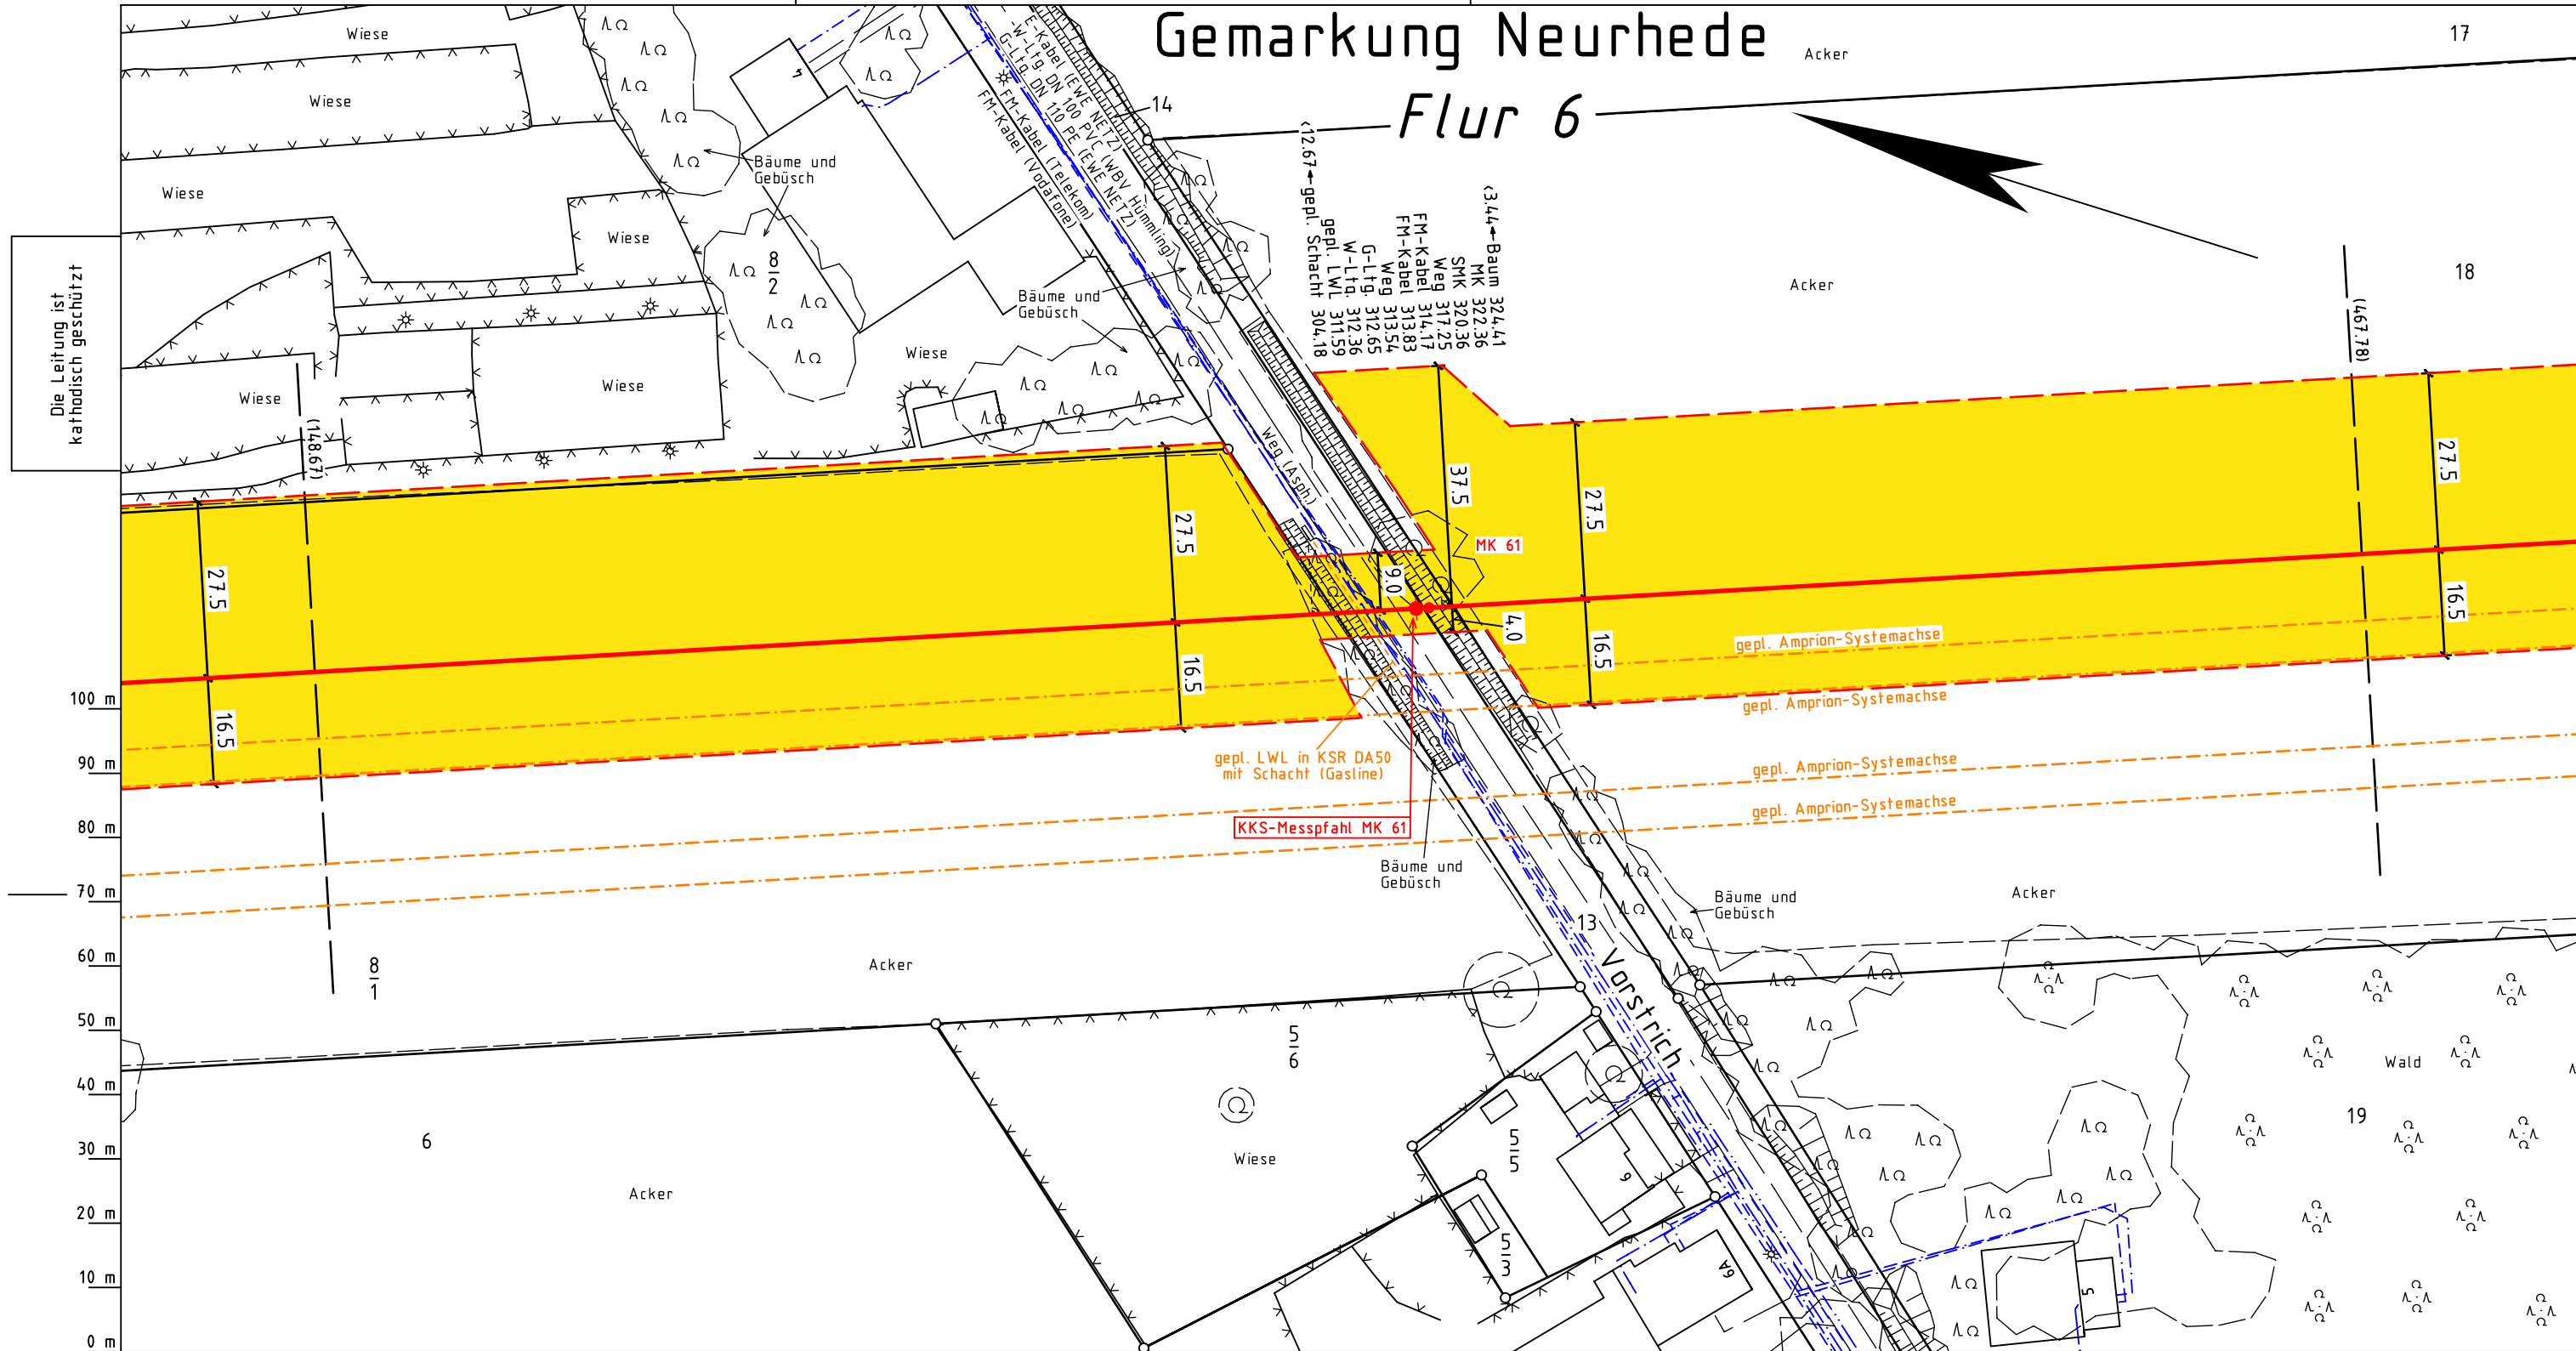 Gemarkung Neurhede
Flur 6
17
Acker
18
Acker
14
Wiese
Wiese
Wiese
Wiese
Wiese
Wiese
Wiese
Bäume und
Gebüsch
8
2
Bäume und
Gebüsch
E-Kabel (EWE NETZ)
W-Ltg. DN 100 PVC (WBV Hümmling)
G-Ltg. DN 110 PE (EWE NETZ)
FM-Kabel (Telekom)
FM-Kabel (Vodafone)
<12.67 gepl. Schacht 304.18
gepl. LWL 311.59
W-Ltg. 312.36
G-Ltg. 312.65
Weg 313.54
FM-Kabel 313.83
FM-Kabel 314.17
Weg 317.25
SMK 320.36
MK 322.36
<3.44 Baum 324.41
(467.78)
(148.67)
Die Leitung ist
kathodisch geschützt
Weg (Asph.)
27.5
16.5
27.5
16.5
9.0
37.5
4.0
27.5
16.5
27.5
16.5
MK 61
gepl. Amprion-Systemachse
gepl. Amprion-Systemachse
gepl. Amprion-Systemachse
gepl. Amprion-Systemachse
gepl. LWL in KSR DA50
mit Schacht (Gasline)
KKS-Messpfahl MK 61
Bäume und
Gebüsch
Bäume und
Gebüsch
Acker
13
Vorstrich
Acker
8
1
5
6
Wiese
5
5
5
3
6
6
6A
5
Acker
Wald
19
100 m
90 m
80 m
70 m
60 m
50 m
40 m
30 m
20 m
10 m
0 m